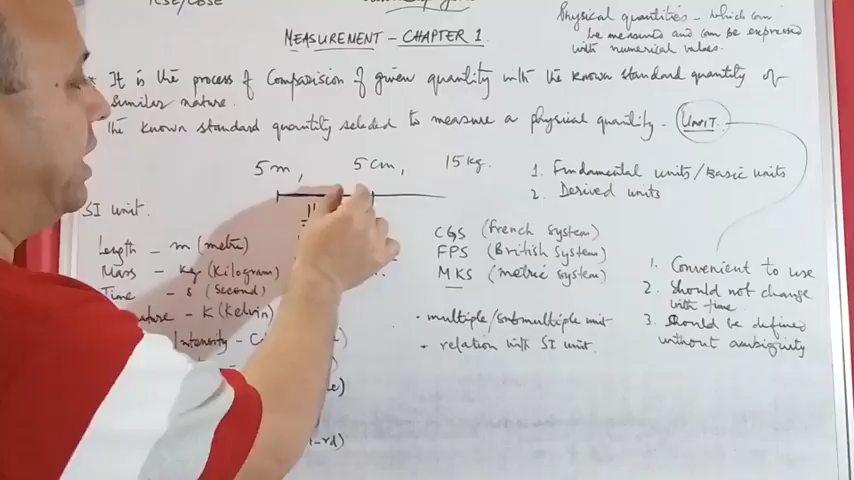 ICSE/CBSE
MEASUREMENT - CHAPTER 1.
Physical quantities - which can
be measured and can be expressed
with numerical values.
* It is the process of Comparision of given quantity with the known standard quantity of
similar nature.
the known standard quantity selected to measure a physical quantity. - UNIT.
5m, 5cm, 15kg.
1. Fundamental units/Basic units
2. Derived units
SI unit.
Length - m (metre)
Mass - kg (Kilogram)
Time - s (Second)
- K (Kelvin)
Intensity -
CGS (French System)
FPS (British System)
MKS (metric system)
• multiple/submultiple unit
• relation with SI unit.
1. Convenient to use
2. Should not change
with time.
3. Should be defined
without ambiguity